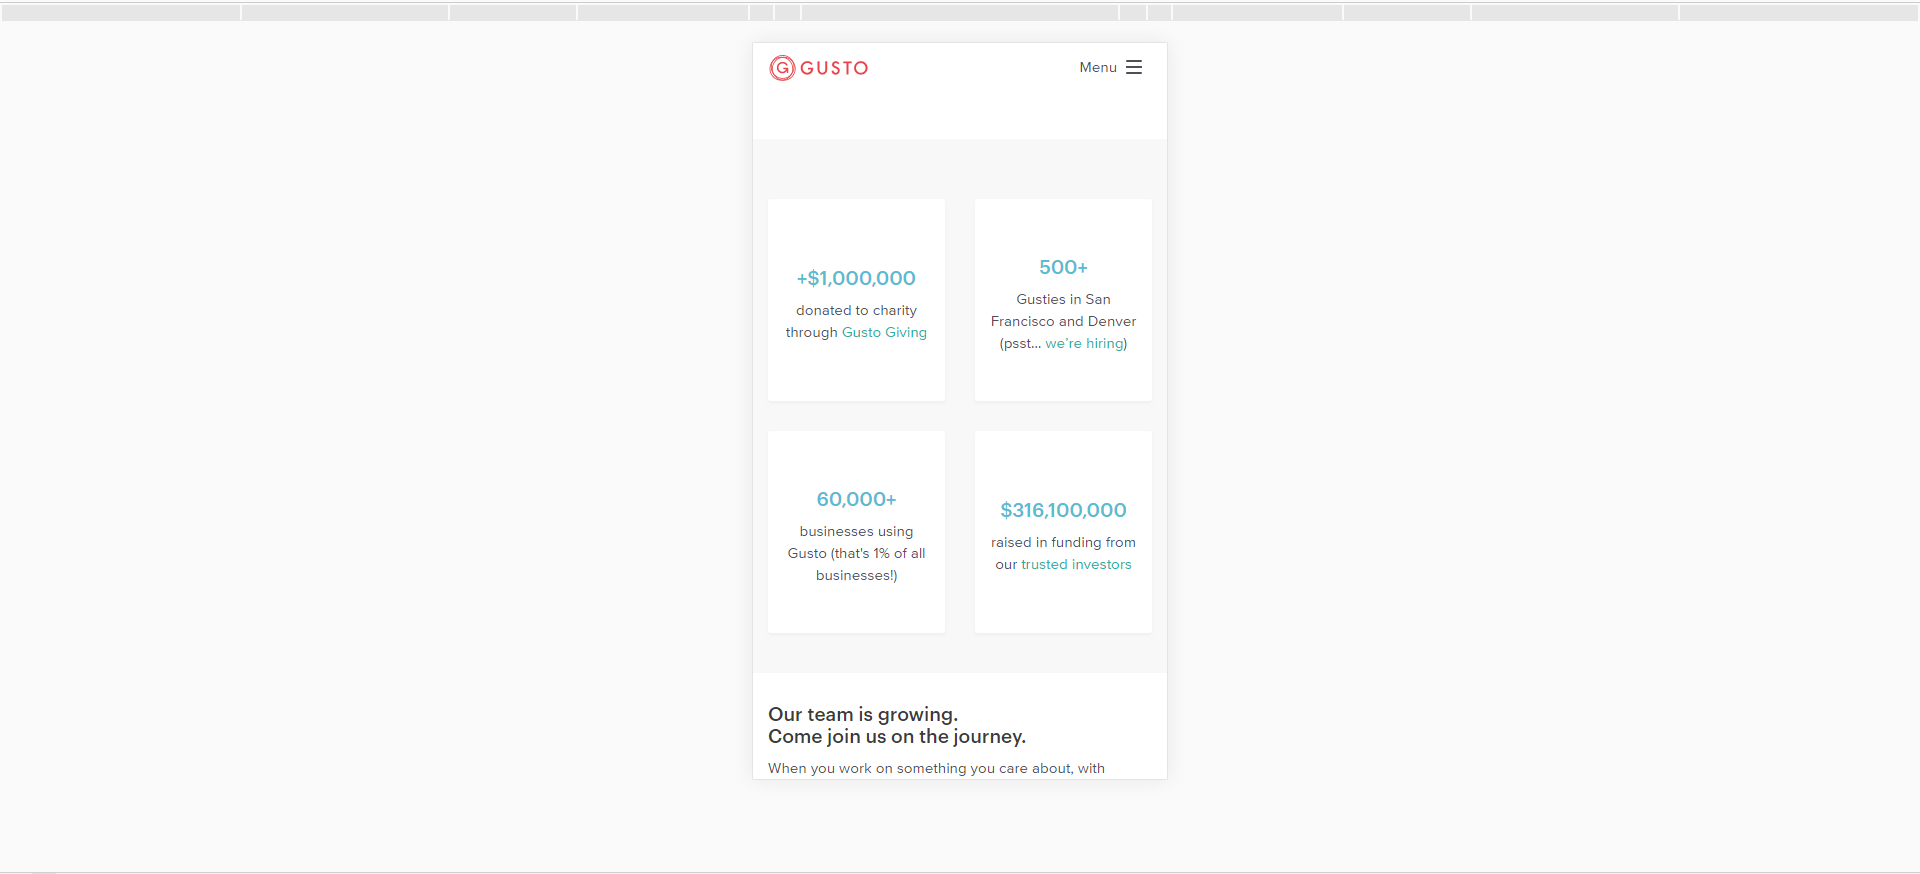 GUSTO
Menu
+$1,000,000
donated to charity
through Gusto Giving
500+
Gusties in San
Francisco and Denver
(psst... we’re hiring)
60,000+
businesses using
Gusto (that's 1% of all
businesses!)
$316,100,000
raised in funding from
our trusted investors
Our team is growing.
Come join us on the journey.
When you work on something you care about, with